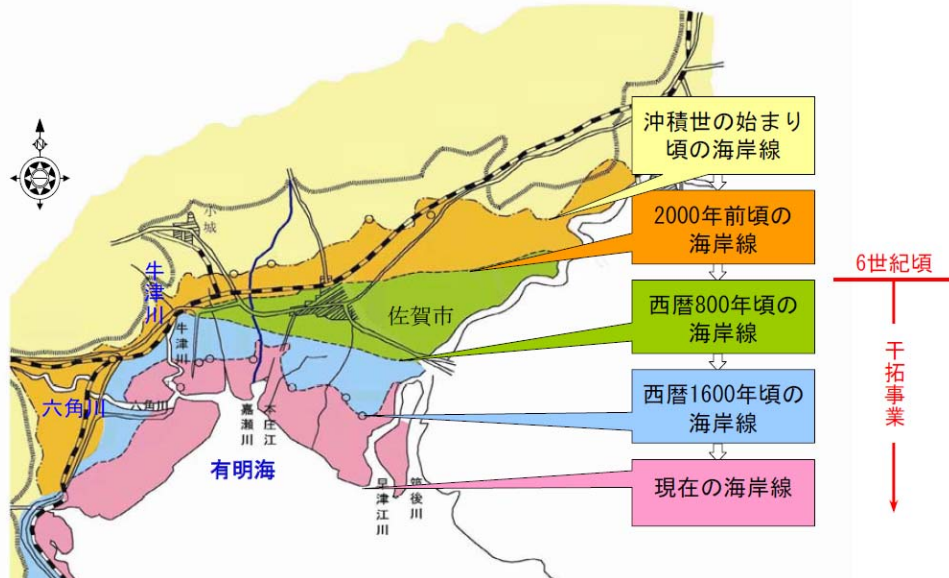 N
沖積世の始まり
頃の海岸線
2000年前頃の
海岸線
西暦800年頃の
海岸線
西暦1600年頃の
海岸線
現在の海岸線
6世紀頃
干拓事業
小城
牛津川
牛津川
佐賀市
六角川
六角川
嘉瀬川
本庄江
有明海
早津江川
筑後川